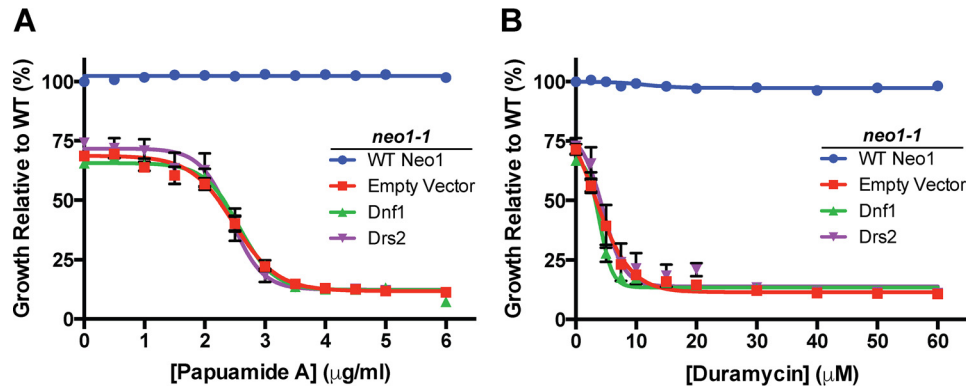 A
Growth Relative to WT (%)
100
75
50
25
0
0 1 2 3 4 5 6
[Papuamide A] (μg/ml)
neo1-1
WT Neo1
Empty Vector
Dnf1
Drs2
B
Growth Relative to WT (%)
100
75
50
25
0
0 10 20 30 40 50 60
[Duramycin] (μM)
neo1-1
WT Neo1
Empty Vector
Dnf1
Drs2